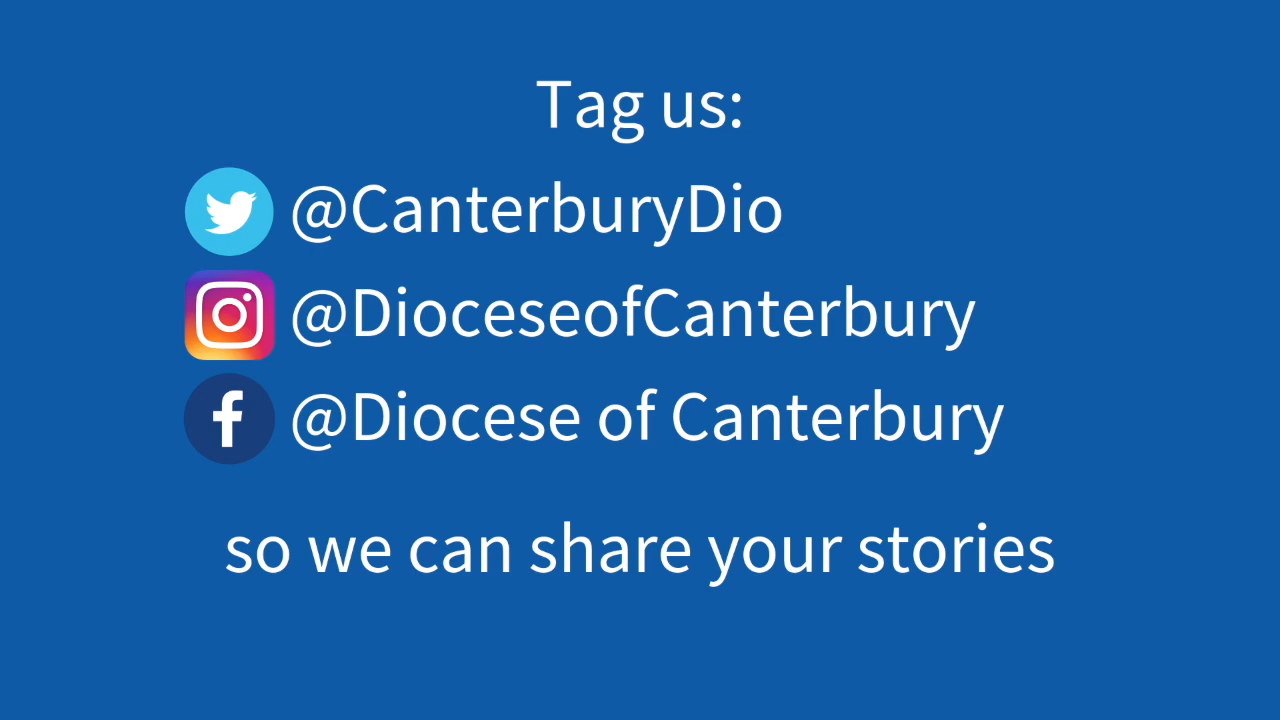 Tag us:
@CanterburyDio
@DioceseofCanterbury
@Diocese of Canterbury
so we can share your stories